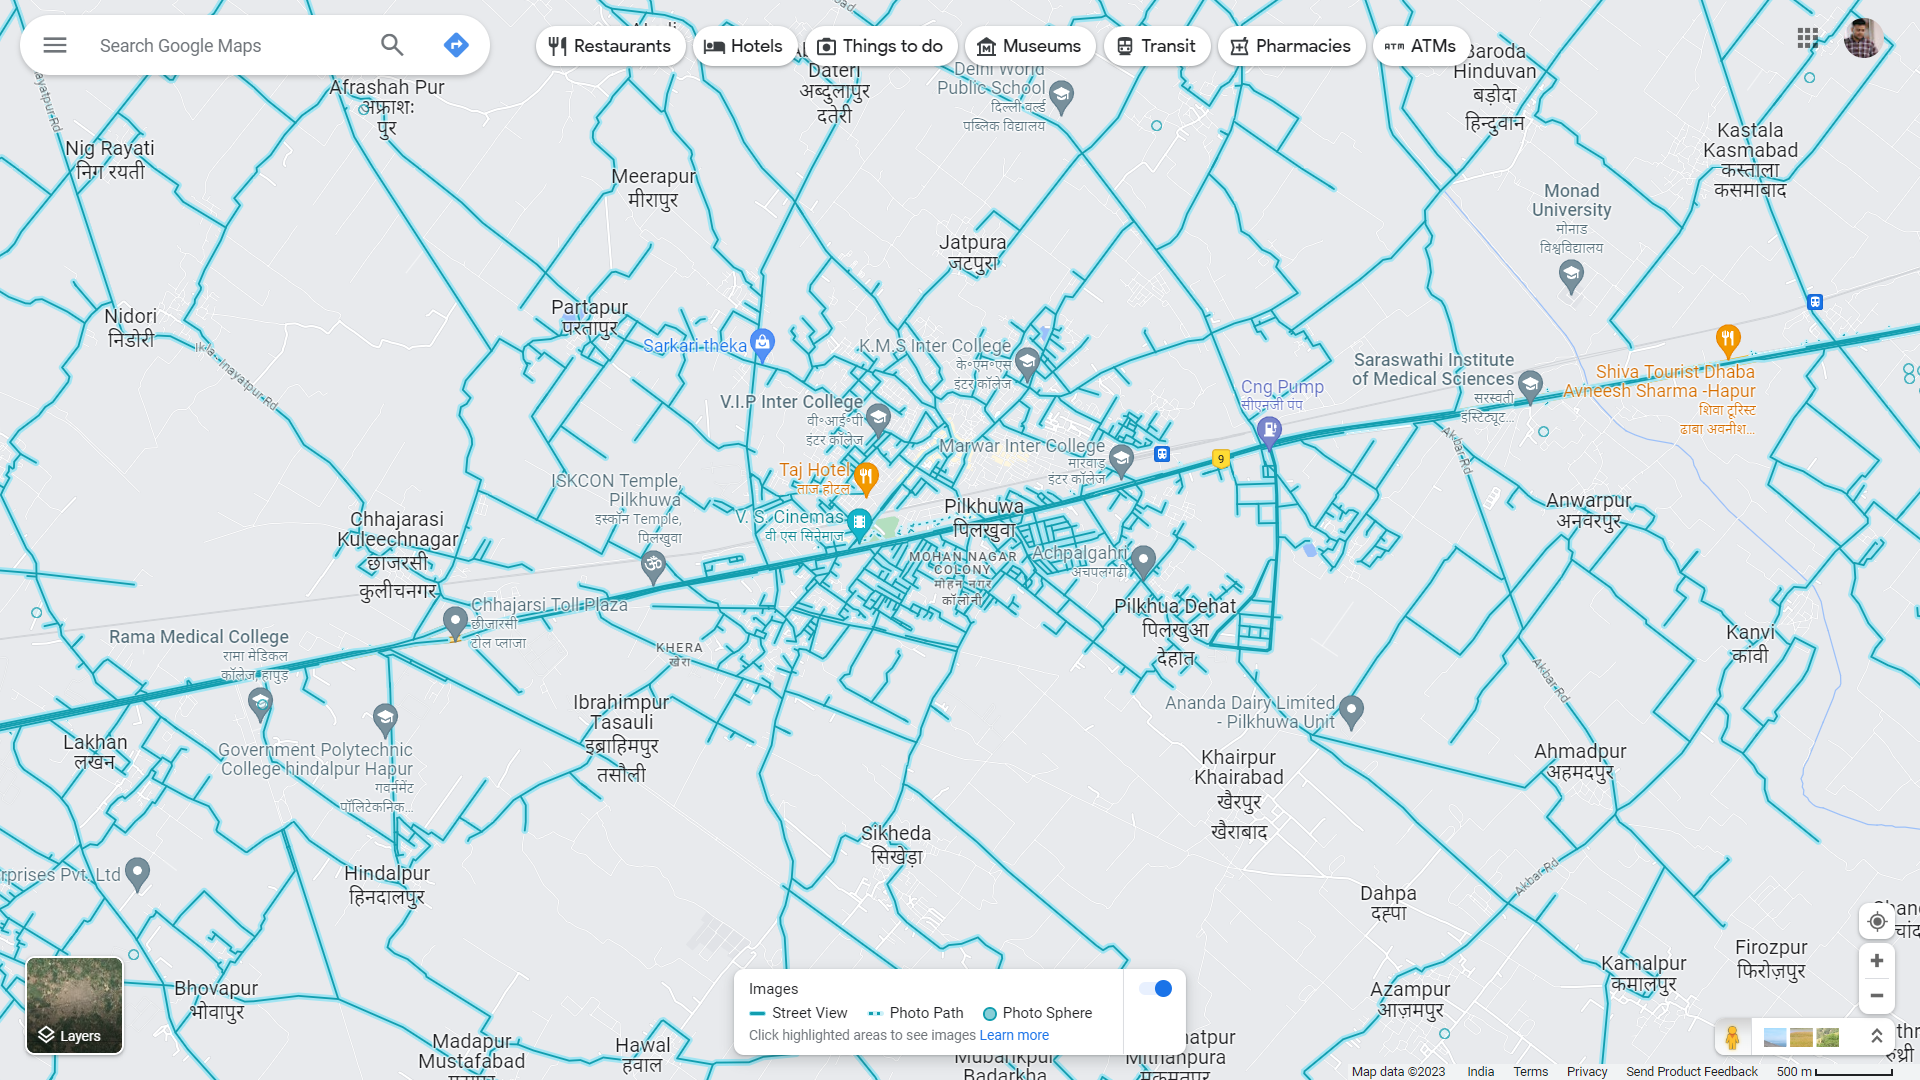 Search Google Maps
Restaurants
Hotels
Things to do
Museums
Transit
Pharmacies
ATMs
Dateri
अब्दुलापुर
दतेरी
Delhi World
Public School
दिल्ली वर्ल्ड
पब्लिक विद्यालय
Baroda
Hinduvan
बड़ोदा
हिन्दुवान
Afrashah Pur
अफ्राशः
पुर
Nig Rayati
निग रयती
Kastala
Kasmabad
कस्ताला
कसमाबाद
Meerapur
मीरापुर
Monad
University
मोनाड
विश्वविद्यालय
Jatpura
जटपुरा
Nidori
निडोरी
Partapur
परतापुर
Sarkari theka
K.M.S Inter College
के॰एम॰एस
इंटर कॉलेज
Ikla - Inayatpur Rd
Saraswathi Institute
of Medical Sciences
सरस्वती
इंस्टिट्यूट...
Shiva Tourist Dhaba
Avneesh Sharma -Hapur
शिवा टूरिस्ट
ढाबा अवनीश...
Cng Pump
सीएनजी पंप
V.I.P Inter College
वी॰आई॰पी
इंटर कॉलेज
Marwar Inter College
मारवाड़
इंटर कॉलेज
9
Akbar Rd
Taj Hotel
ताज होटल
ISKCON Temple,
Pilkhuwa
इस्कॉन Temple,
पिलखुवा
V. S. Cinemas
वी एस सिनेमाज
Pilkhuwa
पिलखुवा
Anwarpur
अनवरपुर
Chhajarasi
Kuleechnagar
छाजरसी
कुलीचनगर
MOHAN NAGAR
COLONY
मोहन नगर
कॉलोनी
Achpalgahri
अचपलगढी
Chhajarsi Toll Plaza
छीजारसी
टोल प्लाजा
Pilkhua Dehat
पिलखुआ
देहात
Rama Medical College
रामा मेडिकल
कॉलेज, हापुड़
KHERA
खेरा
Kanvi
कांवी
Akbar Rd
Ibrahimpur
Tasauli
इब्राहिमपुर
तसौली
Ananda Dairy Limited
- Pilkhuwa Unit
Lakhan
लखन
Government Polytechnic
College hindalpur Hapur
गवर्नमेंट
पॉलिटेकनिक...
Khairpur
Khairabad
खैरपुर
खैराबाद
Ahmadpur
अहमदपुर
Sikheda
सिखेड़ा
rprises Pvt. Ltd
Hindalpur
हिनदालपुर
Akbar Rd
Dahpa
दह्पा
Firozpur
फिरोज़पुर
Kamalpur
कमालपुर
Azampur
आज़मपुर
Bhovapur
भोवापुर
Layers
Madapur
Mustafabad
Hawal
हवाल
Images
Street View
Photo Path
Photo Sphere
Click highlighted areas to see images Learn more
Mubarikpur
Badarkha
Mithanpura
Map data ©2023
India
Terms
Privacy
Send Product Feedback
500 m